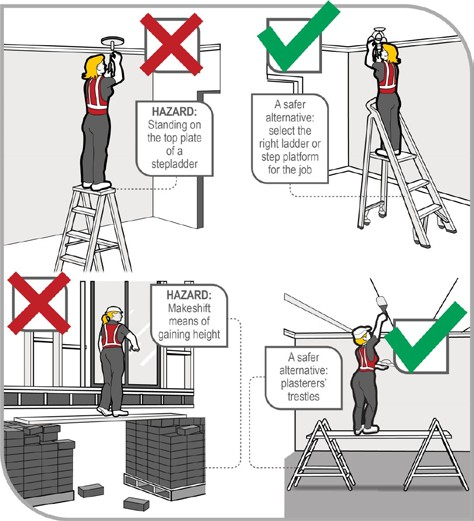 HAZARD:
Standing on
the top plate
of a
stepladder
A safer
alternative:
select the
right ladder or
step platform
for the job
HAZARD:
Makeshift
means of
gaining height
A safer
alternative:
plasterers'
trestles